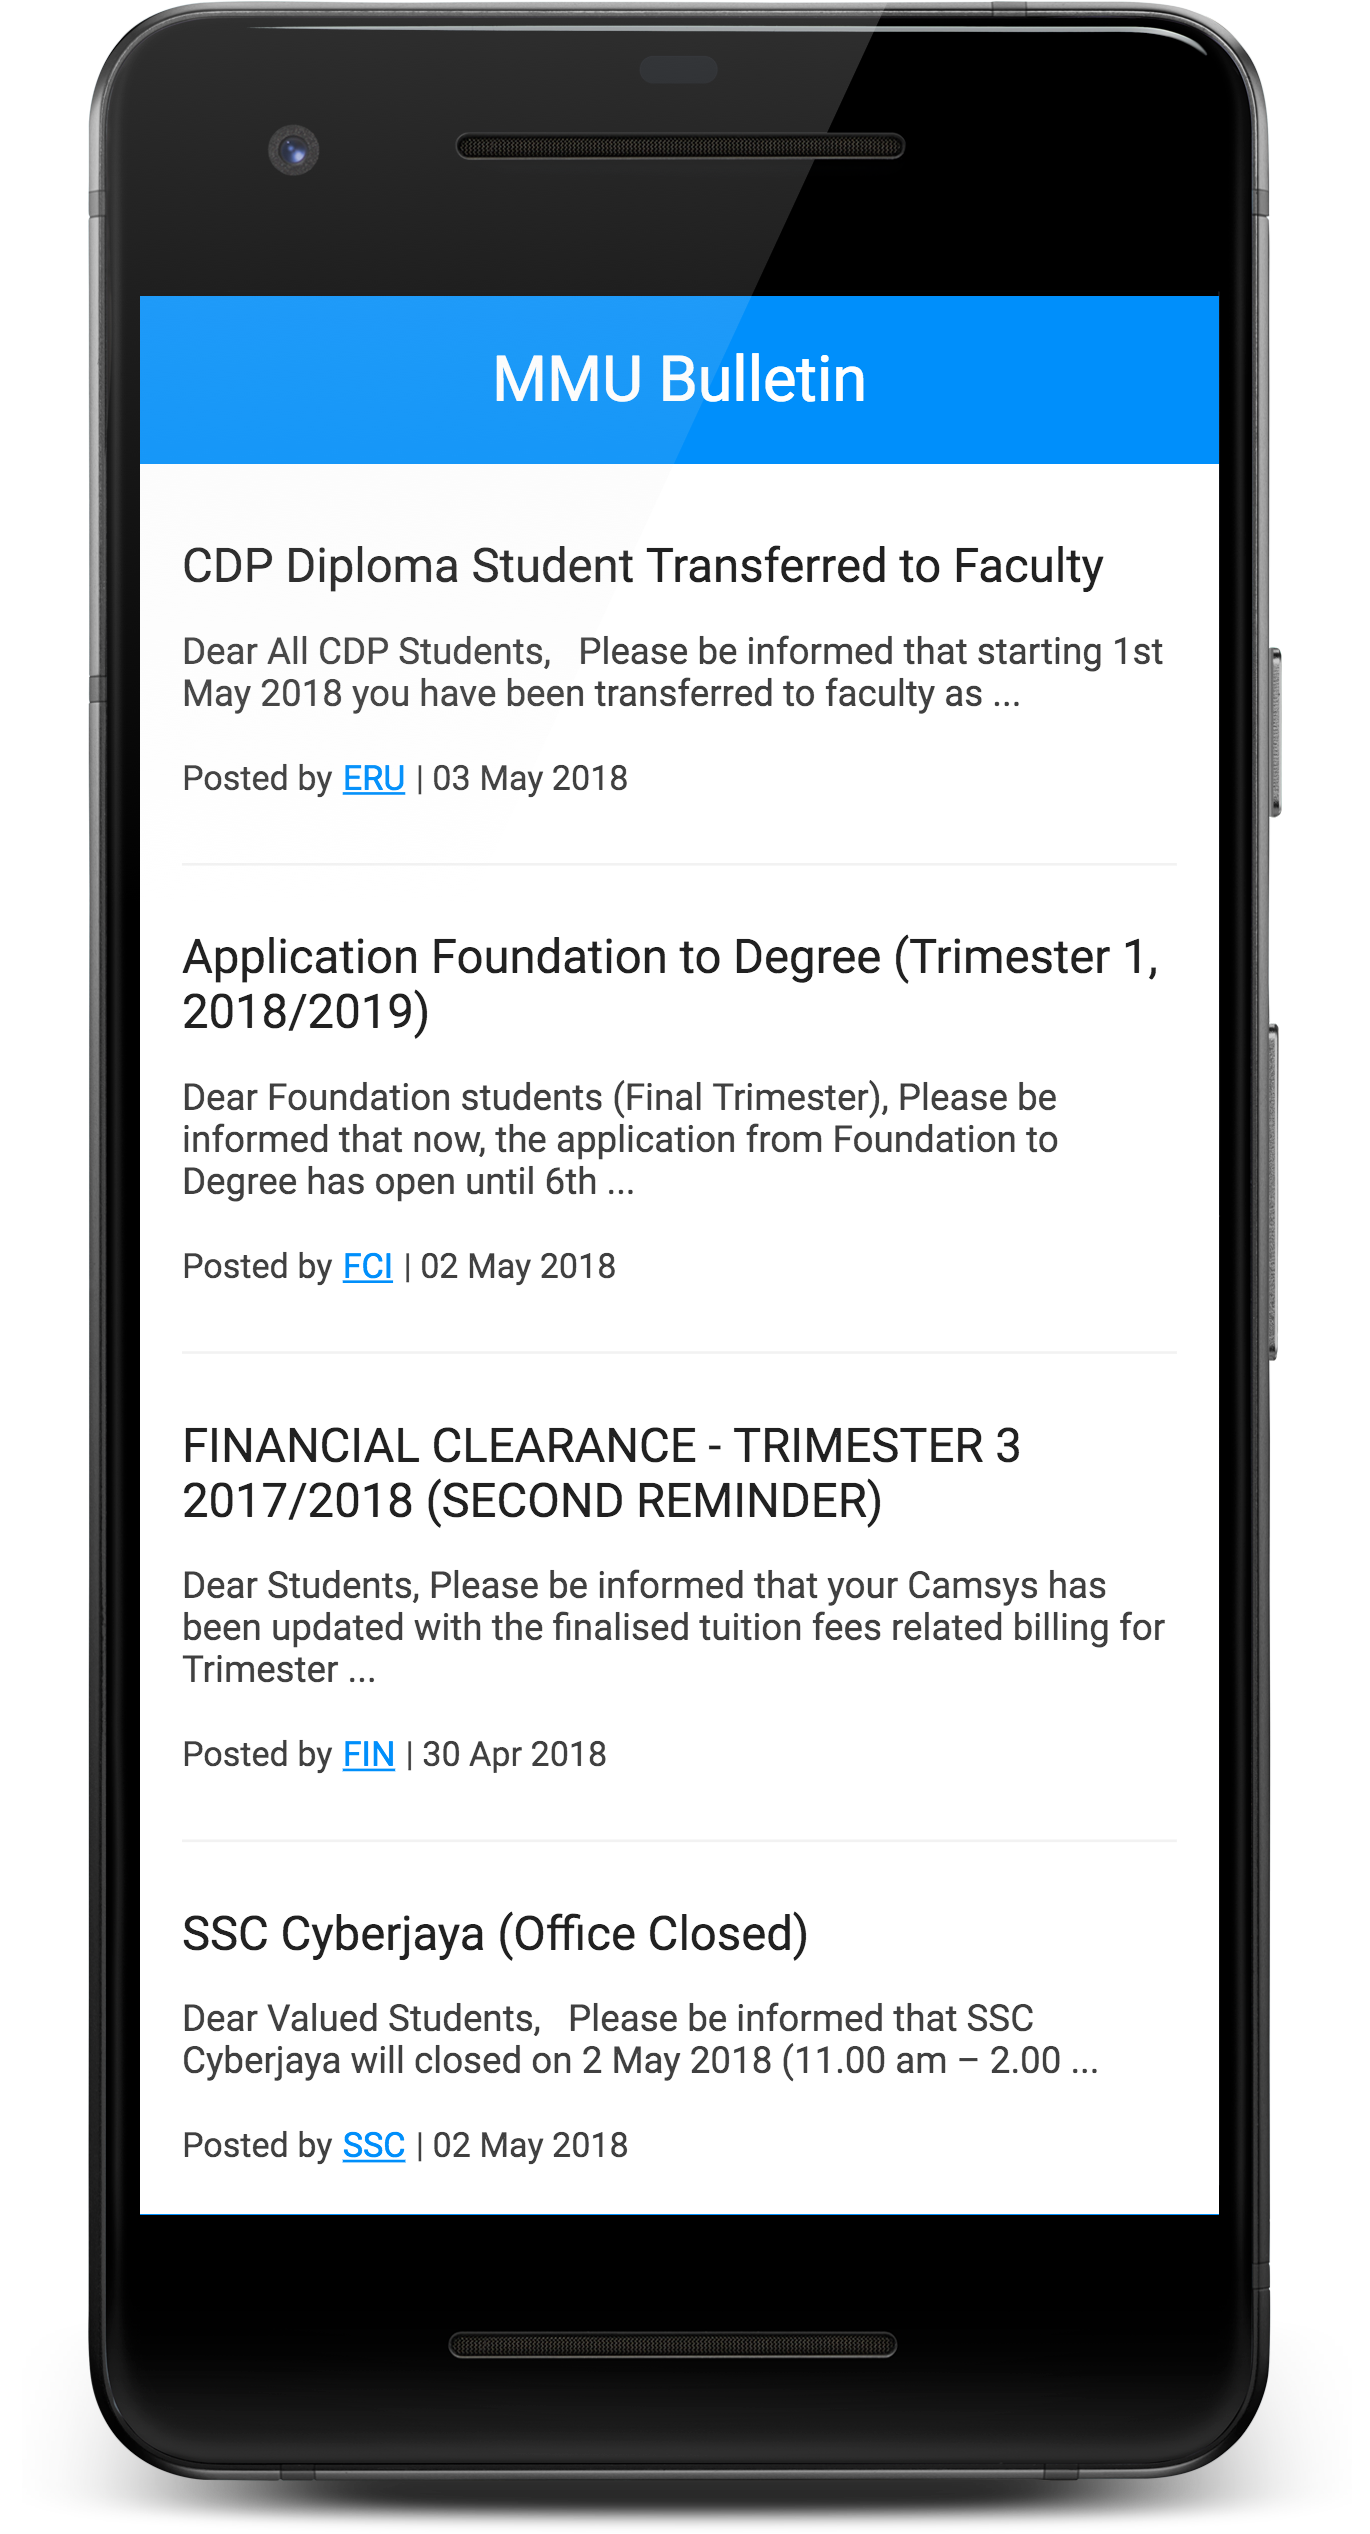 MMU Bulletin
CDP Diploma Student Transferred to Faculty
Dear All CDP Students,   Please be informed that starting 1st
May 2018 you have been transferred to faculty as ...
Posted by ERU | 03 May 2018
Application Foundation to Degree (Trimester 1,
2018/2019)
Dear Foundation students (Final Trimester), Please be
informed that now, the application from Foundation to
Degree has open until 6th ...
Posted by FCI | 02 May 2018
FINANCIAL CLEARANCE - TRIMESTER 3
2017/2018 (SECOND REMINDER)
Dear Students, Please be informed that your Camsys has
been updated with the finalised tuition fees related billing for
Trimester ...
Posted by FIN | 30 Apr 2018
SSC Cyberjaya (Office Closed)
Dear Valued Students,   Please be informed that SSC
Cyberjaya will closed on 2 May 2018 (11.00 am – 2.00 ...
Posted by SSC | 02 May 2018